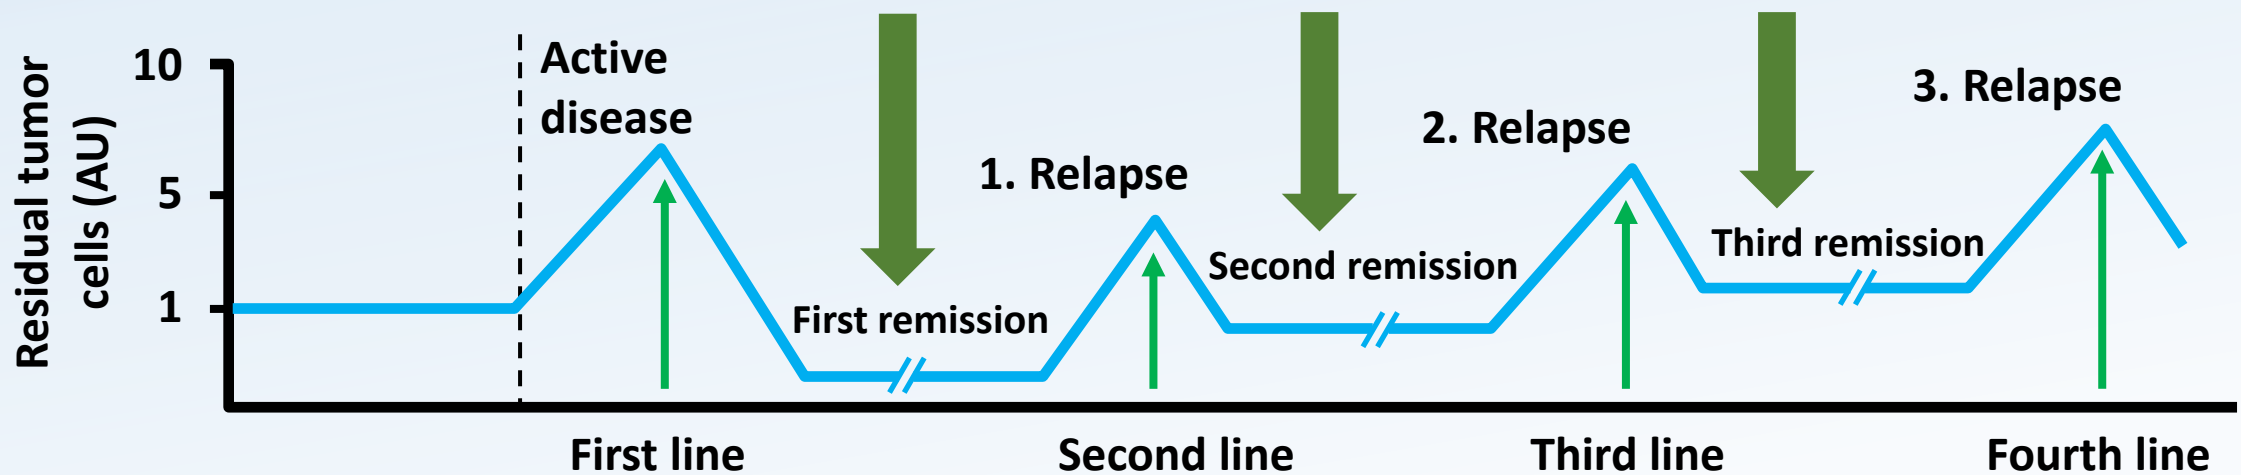 Residual tumor
cells (AU)
10
5
1
Active
disease
First remission
1. Relapse
Second remission
2. Relapse
Third remission
3. Relapse
First line
Second line
Third line
Fourth line